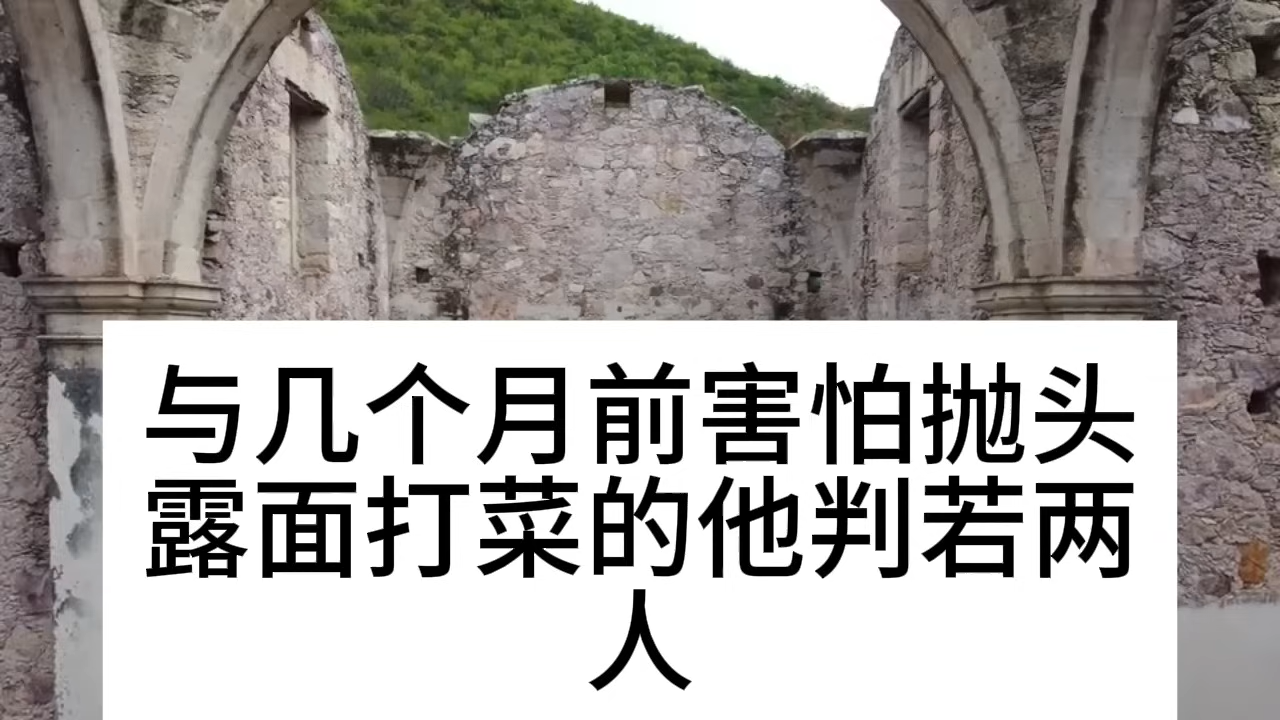 与几个月前害怕抛头
露面打菜的他判若两
人